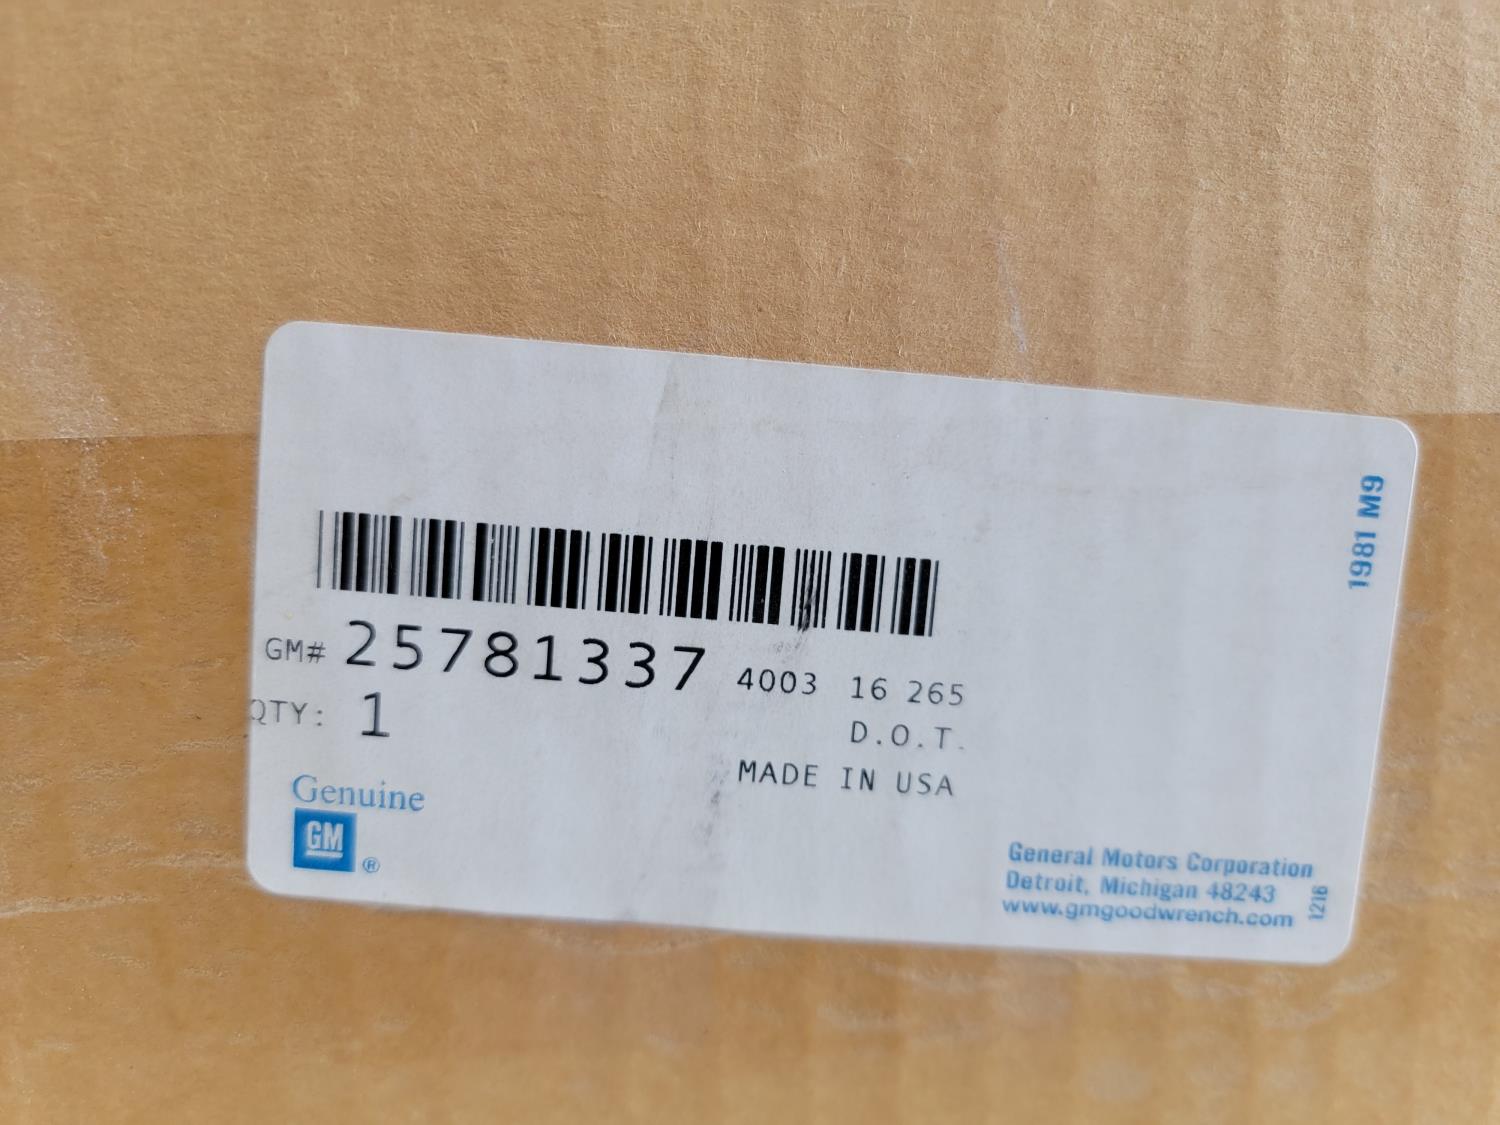 1981 M9
GM# 25781337 4003 16 265
QTY: 1 D.O.T.
MADE IN USA
Genuine
GM ®
General Motors Corporation
Detroit, Michigan 48243
www.gmgoodwrench.com
1216